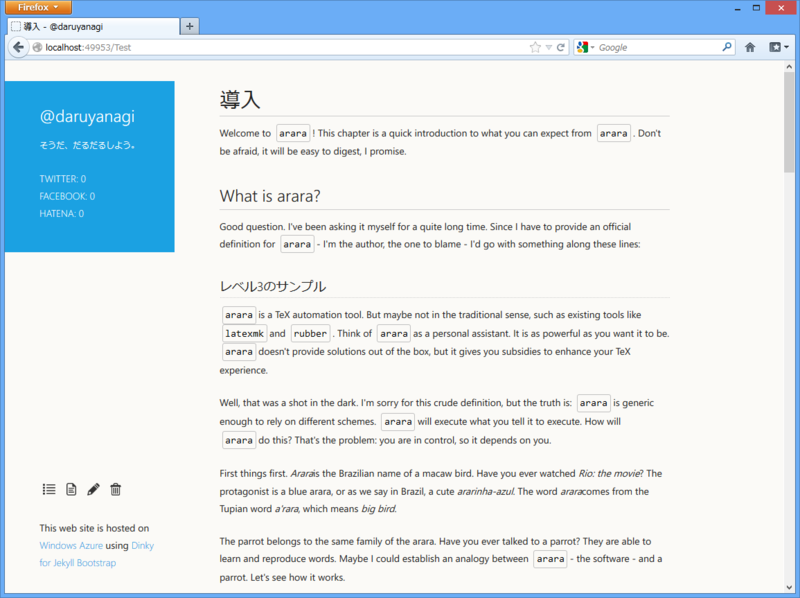 Firefox
導入 - @daruyanagi
localhost:49953/Test
Google
@daruyanagi
そうだ、だるだるしよう。
TWITTER: 0
FACEBOOK: 0
HATENA: 0
導入
Welcome to arara ! This chapter is a quick introduction to what you can expect from arara . Don't
be afraid, it will be easy to digest, I promise.
What is arara?
Good question. I've been asking it myself for a quite long time. Since I have to provide an official
definition for arara - I'm the author, the one to blame - I'd go with something along these lines:
レベル3のサンプル
arara is a TeX automation tool. But maybe not in the traditional sense, such as existing tools like
latexmk and rubber . Think of arara as a personal assistant. It is as powerful as you want it to be.
arara doesn't provide solutions out of the box, but it gives you subsidies to enhance your TeX
experience.
Well, that was a shot in the dark. I'm sorry for this crude definition, but the truth is: arara is generic
enough to rely on different schemes. arara will execute what you tell it to execute. How will
arara do this? That's the problem: you are in control, so it depends on you.
First things first. Arara is the Brazilian name of a macaw bird. Have you ever watched Rio: the movie? The
protagonist is a blue arara, or as we say in Brazil, a cute ararinha-azul. The word arara comes from the
Tupian word a'rara, which means big bird.
The parrot belongs to the same family of the arara. Have you ever talked to a parrot? They are able to
learn and reproduce words. Maybe I could establish an analogy between arara - the software - and a
parrot. Let's see how it works.
This web site is hosted on
Windows Azure using Dinky
for Jekyll Bootstrap